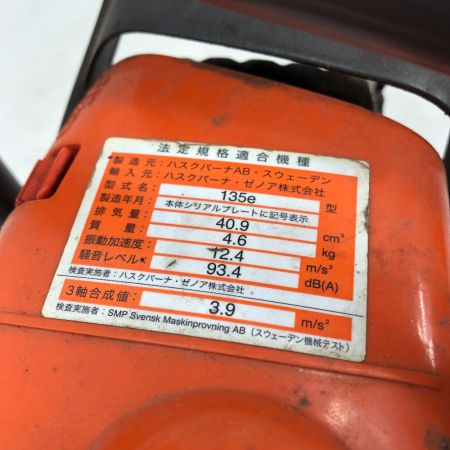 法定規格適合機種
製造元：ハスクバーナAB・スウェーデン
輸入元：ハスクバーナ・ゼノア株式会社
型式名： 135e 型
製造年月： 本体シリアルプレートに記号表示
排気量： 40.9 cm³
質量： 4.6 kg
振動加速度： 12.4 m/s²
騒音レベル： 93.4 dB(A)
検査実施者：ハスクバーナ・ゼノア株式会社
3軸合成値： 3.9 m/s²
検査実施者：SMP Svensk Maskinprovning AB（スウェーデン機械テスト）